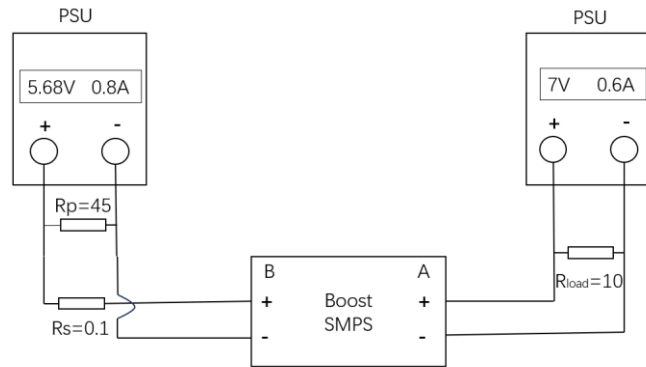 PSU
PSU
5.68V 0.8A
7V 0.6A
+ -
+ -
Rp=45
B A
Rload=10
+ Boost +
SMPS
Rs=0.1
- -